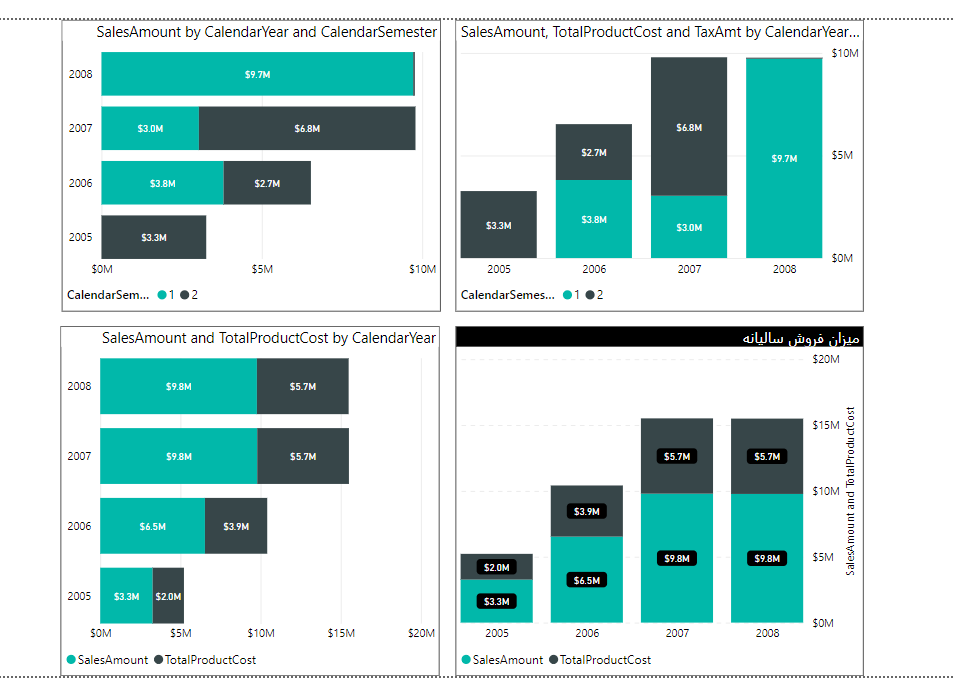 SalesAmount by CalendarYear and CalendarSemester
2008
$9.7M
2007
$3.0M
$6.8M
2006
$3.8M
$2.7M
2005
$3.3M
$0M
$5M
$10M
CalendarSem...
1
2
SalesAmount, TotalProductCost and TaxAmt by CalendarYear...
$10M
$6.8M
$2.7M
$5M
$9.7M
$3.3M
$3.8M
$3.0M
$0M
2005
2006
2007
2008
CalendarSemes...
1
2
SalesAmount and TotalProductCost by CalendarYear
2008
$9.8M
$5.7M
2007
$9.8M
$5.7M
2006
$6.5M
$3.9M
2005
$3.3M
$2.0M
$0M
$5M
$10M
$15M
$20M
SalesAmount
TotalProductCost
میزان فروش سالیانه
$20M
$15M
$10M
$5M
$0M
SalesAmount and TotalProductCost
$5.7M
$5.7M
$3.9M
$9.8M
$9.8M
$2.0M
$6.5M
$3.3M
2005
2006
2007
2008
SalesAmount
TotalProductCost